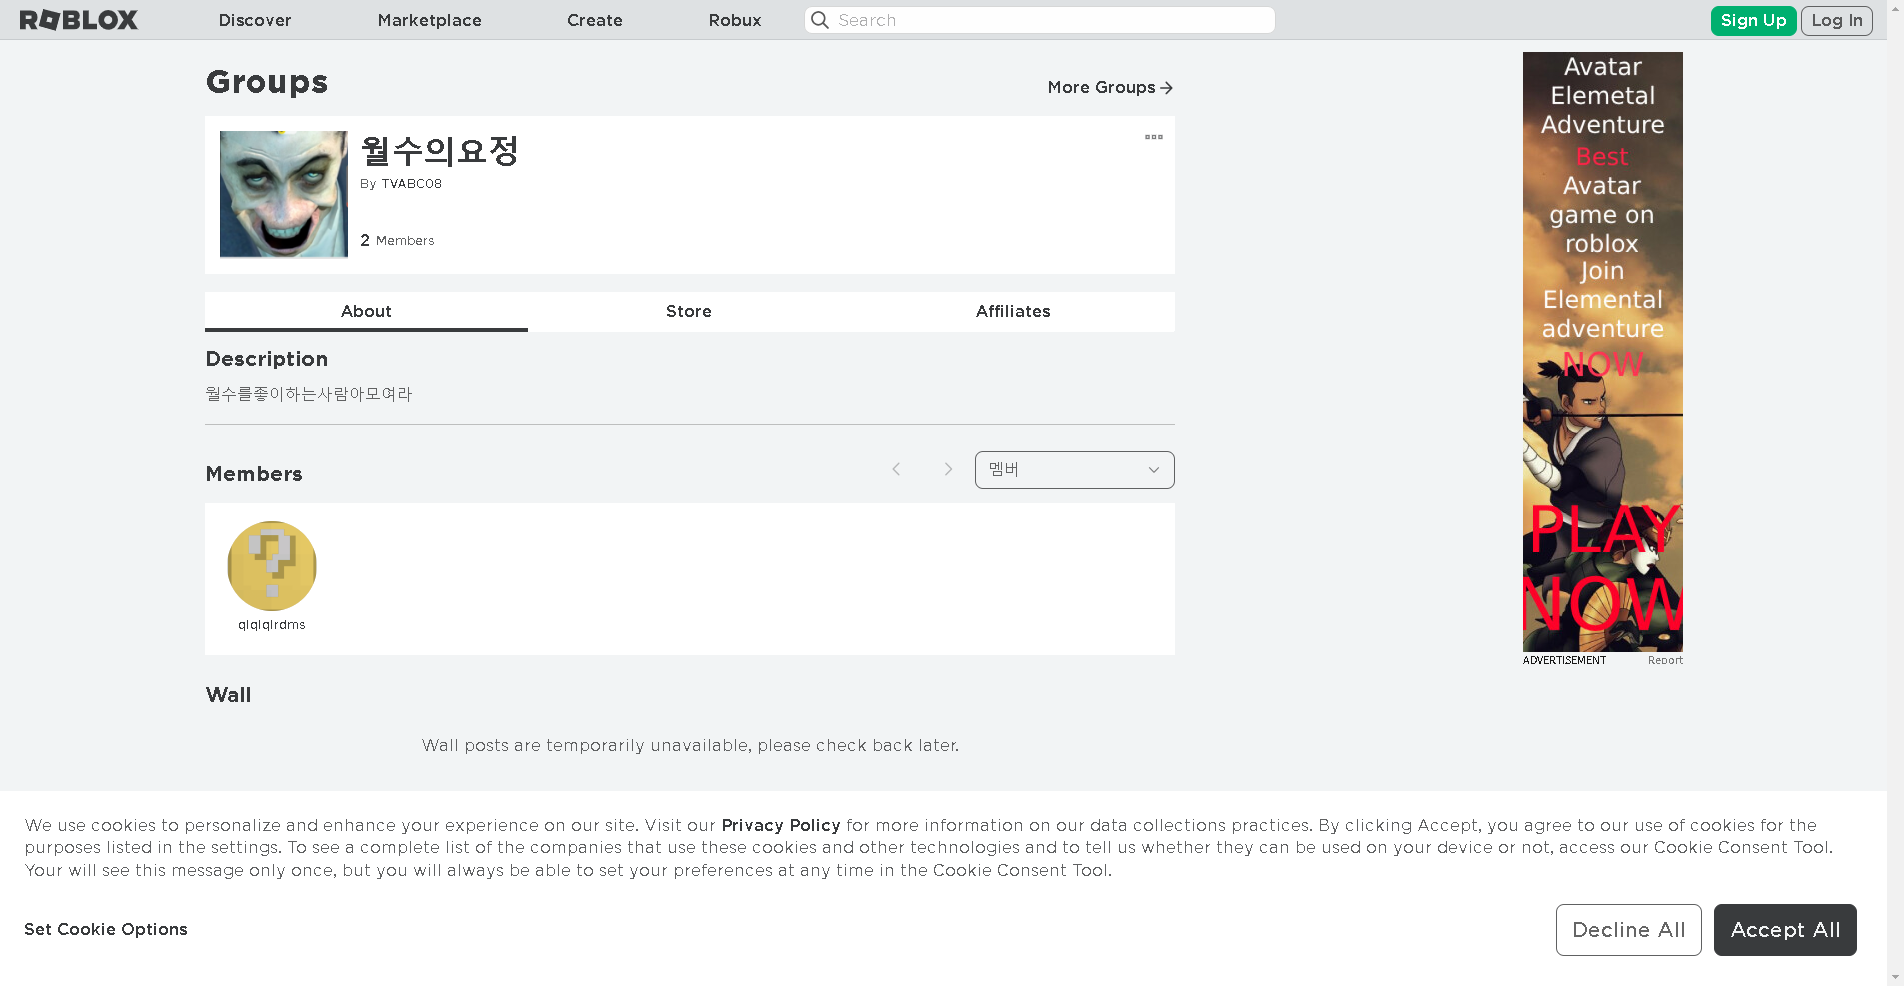 ROBLOX
Discover
Marketplace
Create
Robux
Search
Sign Up
Log In
Groups
More Groups
월수의요정
By TVABC08
2 Members
About
Store
Affiliates
Description
월수를좋이하는사람아모여라
Members
멤버
qlqlqlrdms
Wall
Wall posts are temporarily unavailable, please check back later.
Avatar
Elemetal
Adventure
Best
Avatar
game on
roblox
Join
Elemental
adventure
NOW
PLAY
NOW
ADVERTISEMENT
Report
We use cookies to personalize and enhance your experience on our site. Visit our Privacy Policy for more information on our data collections practices. By clicking Accept, you agree to our use of cookies for the
purposes listed in the settings. To see a complete list of the companies that use these cookies and other technologies and to tell us whether they can be used on your device or not, access our Cookie Consent Tool.
Your will see this message only once, but you will always be able to set your preferences at any time in the Cookie Consent Tool.
Set Cookie Options
Decline All
Accept All